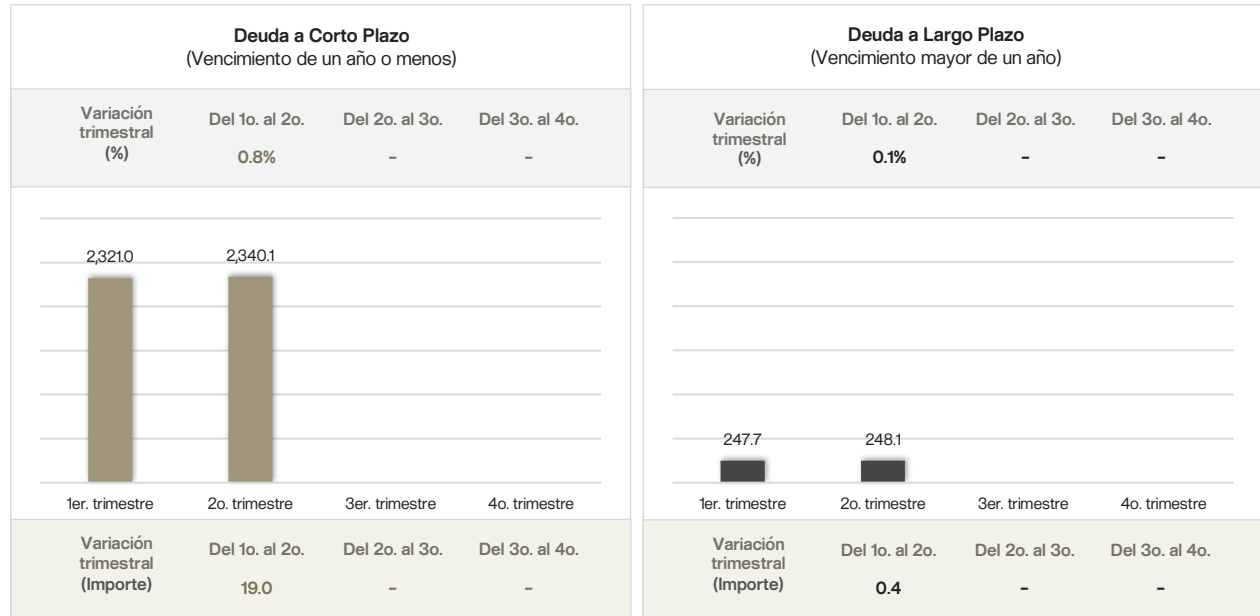 Deuda a Corto Plazo
(Vencimiento de un año o menos)
Variación
trimestral
(%)
Del 1o. al 2o.
Del 2o. al 3o.
Del 3o. al 4o.
0.8%
–
–
2,321.0
2,340.1
1er. trimestre
2o. trimestre
3er. trimestre
4o. trimestre
Variación
trimestral
(Importe)
Del 1o. al 2o.
Del 2o. al 3o.
Del 3o. al 4o.
19.0
–
–
Deuda a Largo Plazo
(Vencimiento mayor de un año)
Variación
trimestral
(%)
Del 1o. al 2o.
Del 2o. al 3o.
Del 3o. al 4o.
0.1%
–
–
247.7
248.1
1er. trimestre
2o. trimestre
3er. trimestre
4o. trimestre
Variación
trimestral
(Importe)
Del 1o. al 2o.
Del 2o. al 3o.
Del 3o. al 4o.
0.4
–
–